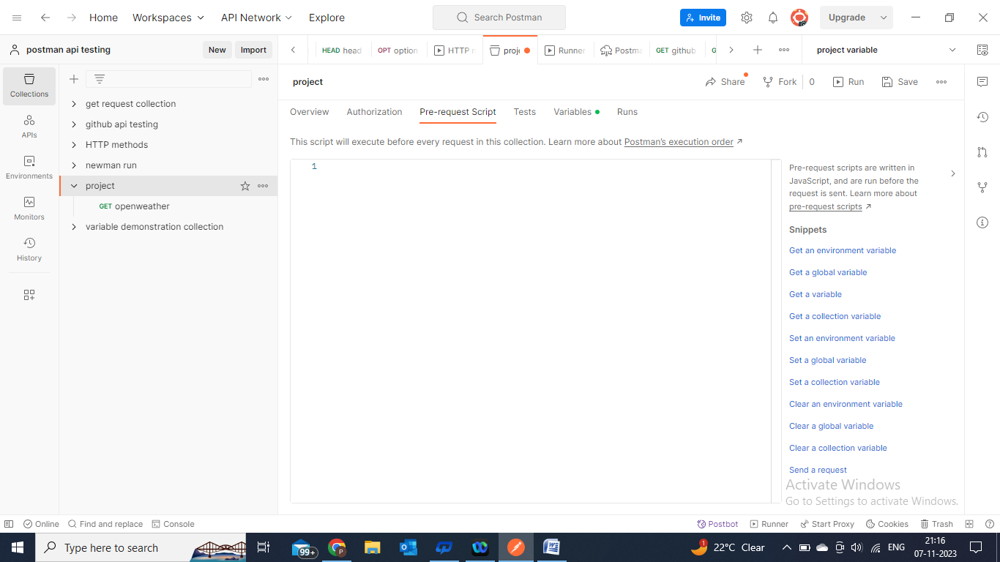 Home Workspaces API Network Explore Search Postman Invite Upgrade
postman api testing New Import HEAD head OPT option HTTP r proje Runner Postma GET github G project variable
Collections
APIs
Environments
Monitors
History
get request collection
github api testing
HTTP methods
newman run
project
GET openweather
variable demonstration collection
project Share Fork 0 Run Save
Overview Authorization Pre-request Script Tests Variables Runs
This script will execute before every request in this collection. Learn more about Postman's execution order
1
Pre-request scripts are written in
JavaScript, and are run before the
request is sent. Learn more about
pre-request scripts
Snippets
Get an environment variable
Get a global variable
Get a variable
Get a collection variable
Set an environment variable
Set a global variable
Set a collection variable
Clear an environment variable
Clear a global variable
Clear a collection variable
Send a request
Activate Windows
Go to Settings to activate Windows.
Online Find and replace Console Postbot Runner Start Proxy Cookies Trash
Type here to search 99+ 1 22°C Clear ENG 21:16
07-11-2023